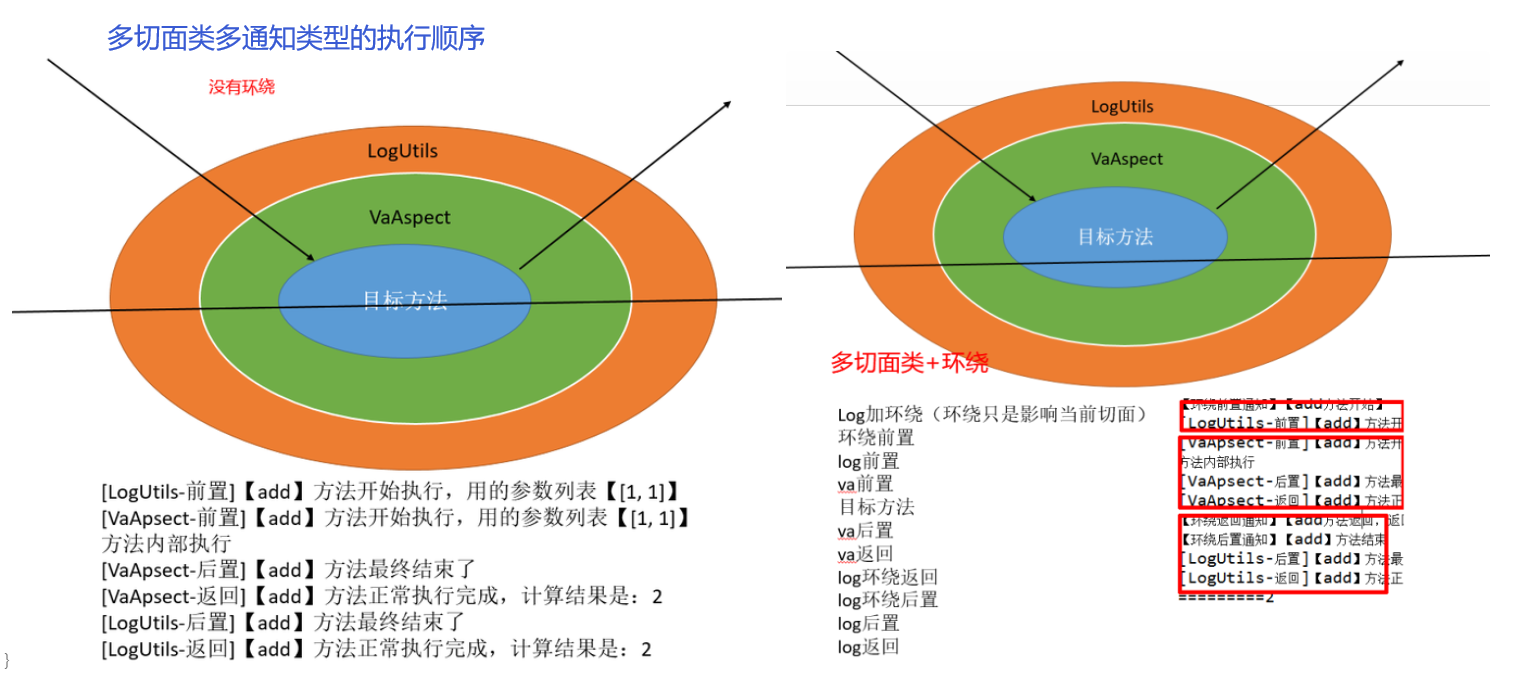 多切面类多通知类型的执行顺序
没有环绕
LogUtils
VaAspect
目标方法
[LogUtils-前置]【add】方法开始执行，用的参数列表【[1, 1]】
[VaApsect-前置]【add】方法开始执行，用的参数列表【[1, 1]】
方法内部执行
[VaApsect-后置]【add】方法最终结束了
[VaApsect-返回]【add】方法正常执行完成，计算结果是：2
[LogUtils-后置]【add】方法最终结束了
[LogUtils-返回]【add】方法正常执行完成，计算结果是：2
}
LogUtils
VaAspect
目标方法
多切面类+环绕
Log加环绕（环绕只是影响当前切面）
环绕前置
log前置
va前置
目标方法
va后置
va返回
log环绕返回
log环绕后置
log后置
log返回
【环绕前置通知】【add方法开始】
[LogUtils-前置]【add】方法开
[VaApsect-前置]【add】方法开
方法内部执行
[VaApsect-后置]【add】方法最
[VaApsect-返回]【add】方法正
【环绕返回通知】【add方法返回，返
【环绕后置通知】【add】方法结束
[LogUtils-后置]【add】方法最
[LogUtils-返回]【add】方法正
=========2